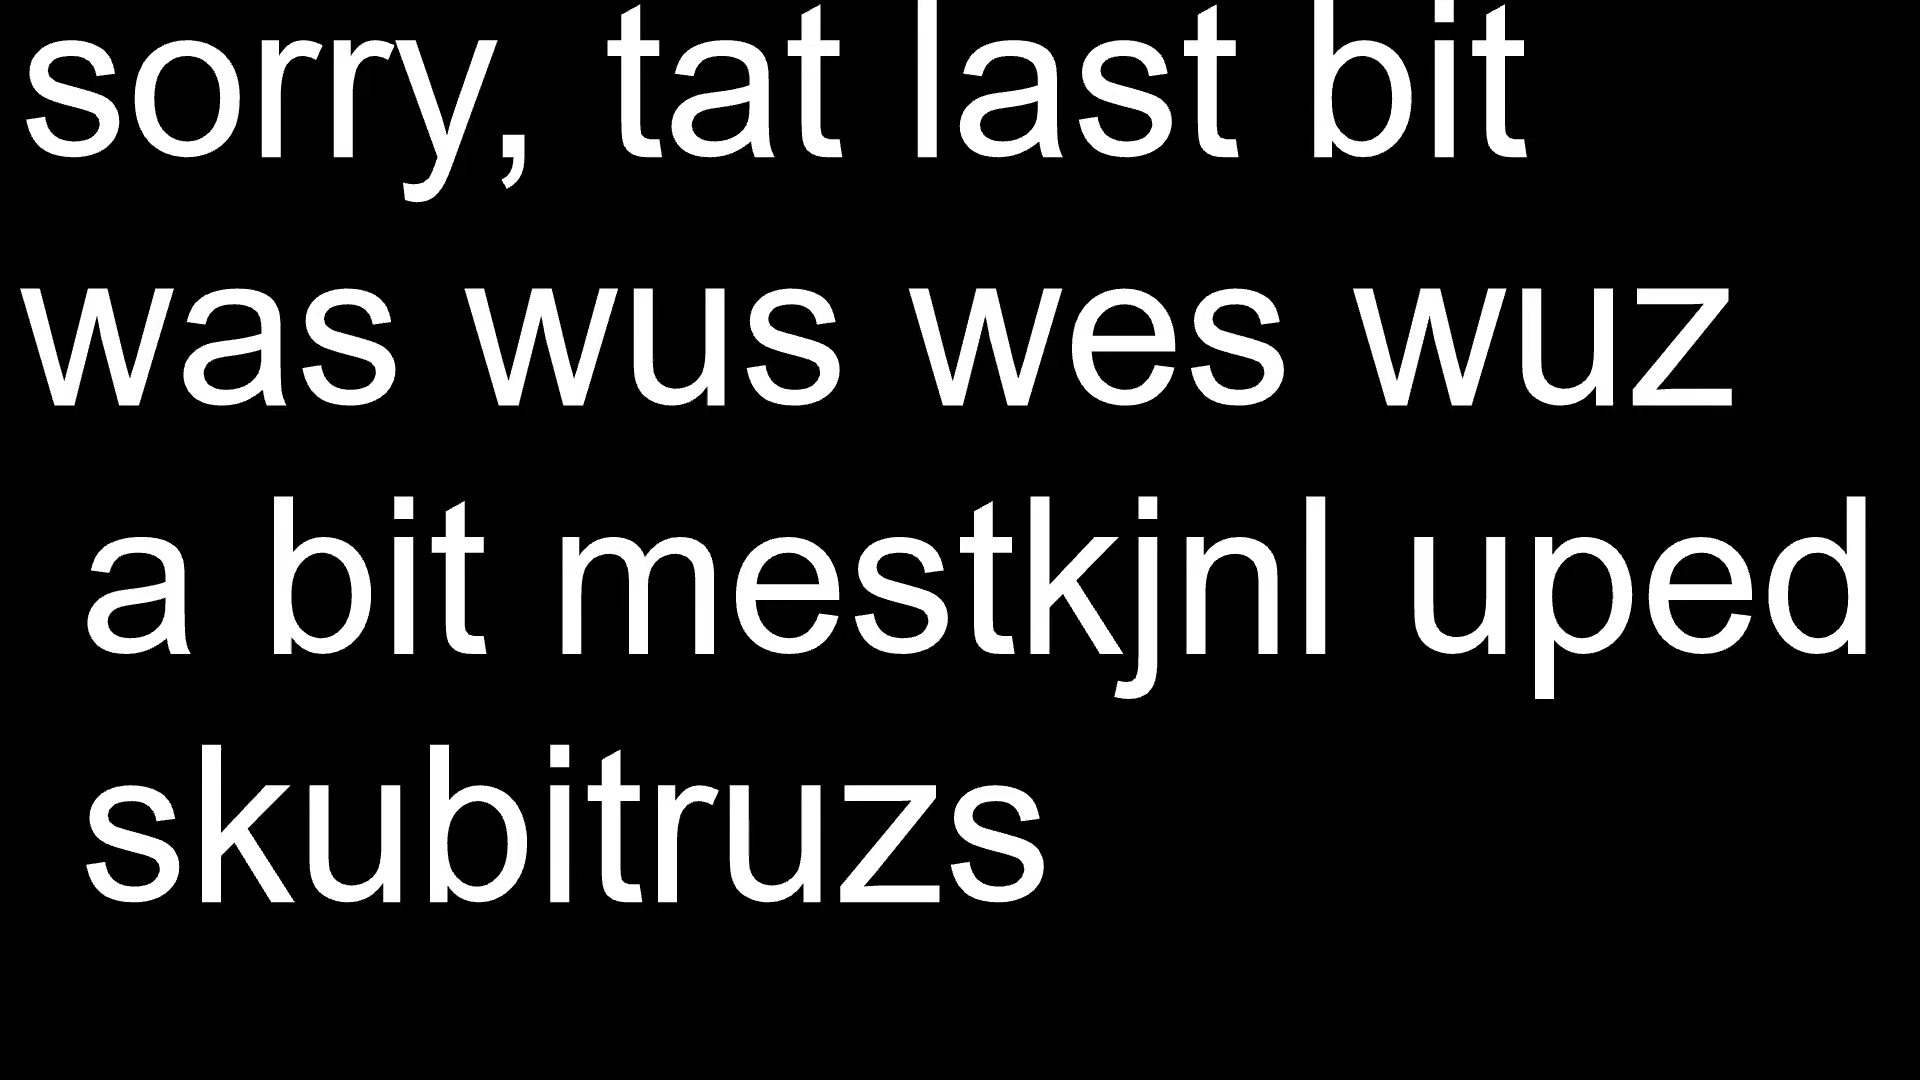 sorry, tat last bit
was wus wes wuz
a bit mestkjnl uped
skubitruzs